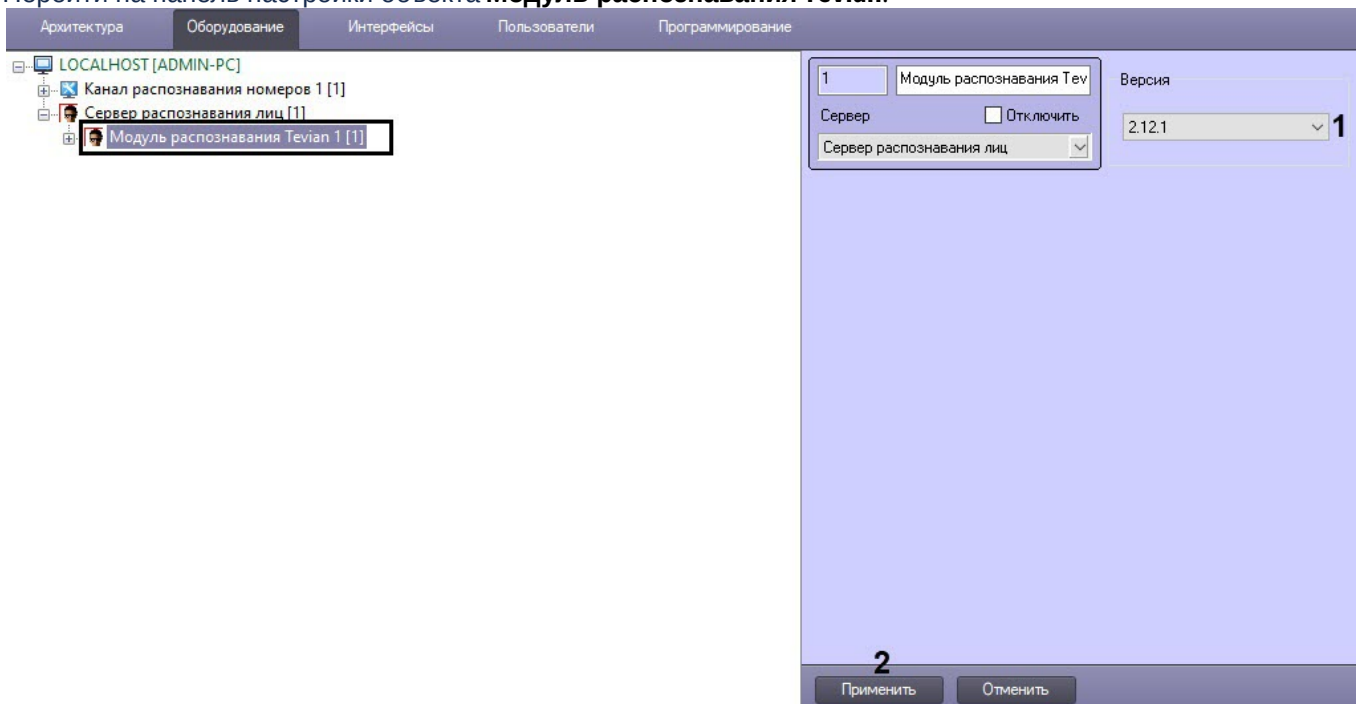 Перейти на панель настройки объекта Модуль распознавания Tevian.
Архитектура Оборудование Интерфейсы Пользователи Программирование
LOCALHOST [ADMIN-PC]
Канал распознавания номеров 1 [1]
Сервер распознавания лиц [1]
Модуль распознавания Tevian 1 [1]
1 Модуль распознавания Tev
Версия
Сервер Отключить
2.12.1 1
Сервер распознавания лиц
2
Применить Отменить